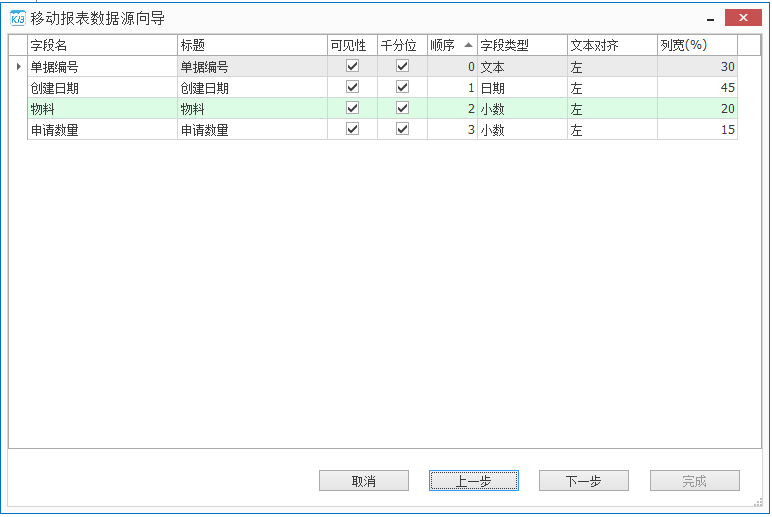 K/3 移动报表数据源向导
字段名 标题 可见性 千分位 顺序 字段类型 文本对齐 列宽(%)
单据编号 单据编号 0 文本 左 30
创建日期 创建日期 1 日期 左 45
物料 物料 2 小数 左 20
申请数量 申请数量 3 小数 左 15
取消 上一步 下一步 完成